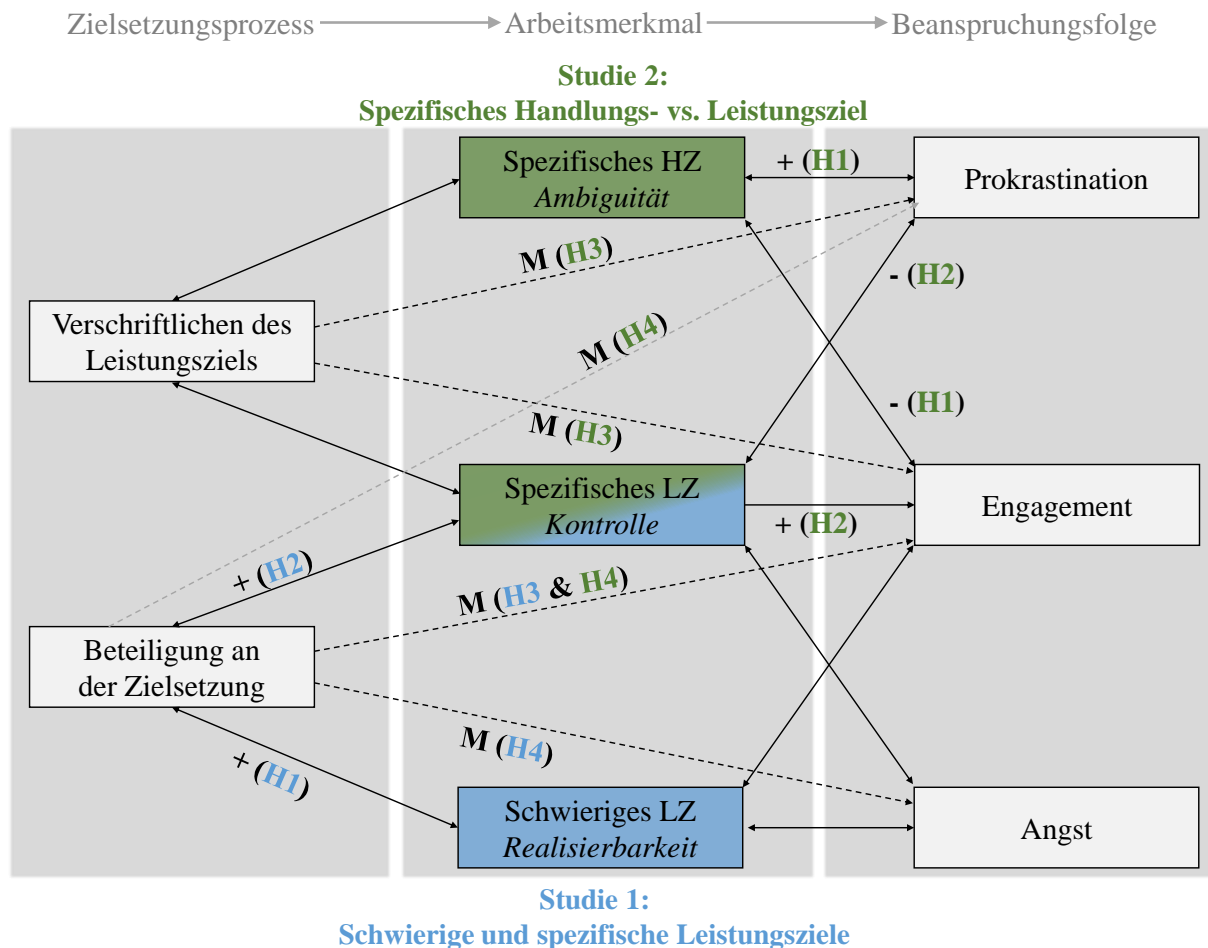 Zielsetzungsprozess Arbeitsmerkmal Beanspruchungsfolge
Studie 2:
Spezifisches Handlungs- vs. Leistungsziel
Spezifisches HZ
Ambiguität
+ (H1)
Prokrastination
M (H3)
- (H2)
M (H4)
Verschriftlichen des
Leistungsziels
- (H1)
M (H3)
Spezifisches LZ
Kontrolle
+ (H2)
Engagement
+ (H2)
M (H3 & H4)
Beteiligung an
der Zielsetzung
M (H4)
+ (H1)
Schwieriges LZ
Realisierbarkeit
Angst
Studie 1:
Schwierige und spezifische Leistungsziele